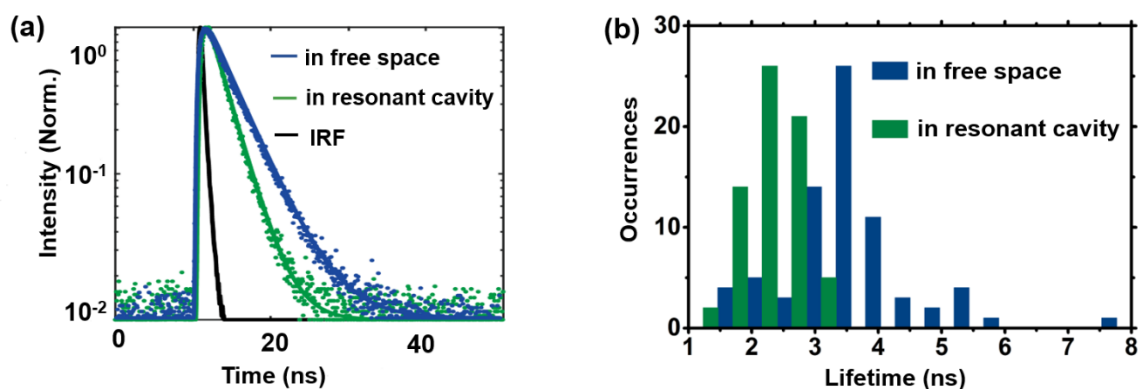 (a)
10⁰
10⁻¹
10⁻²
Intensity (Norm.)
in free space
in resonant cavity
IRF
0
20
40
Time (ns)
(b)
30
20
10
0
Occurrences
in free space
in resonant cavity
1 2 3 4 5 6 7 8
Lifetime (ns)